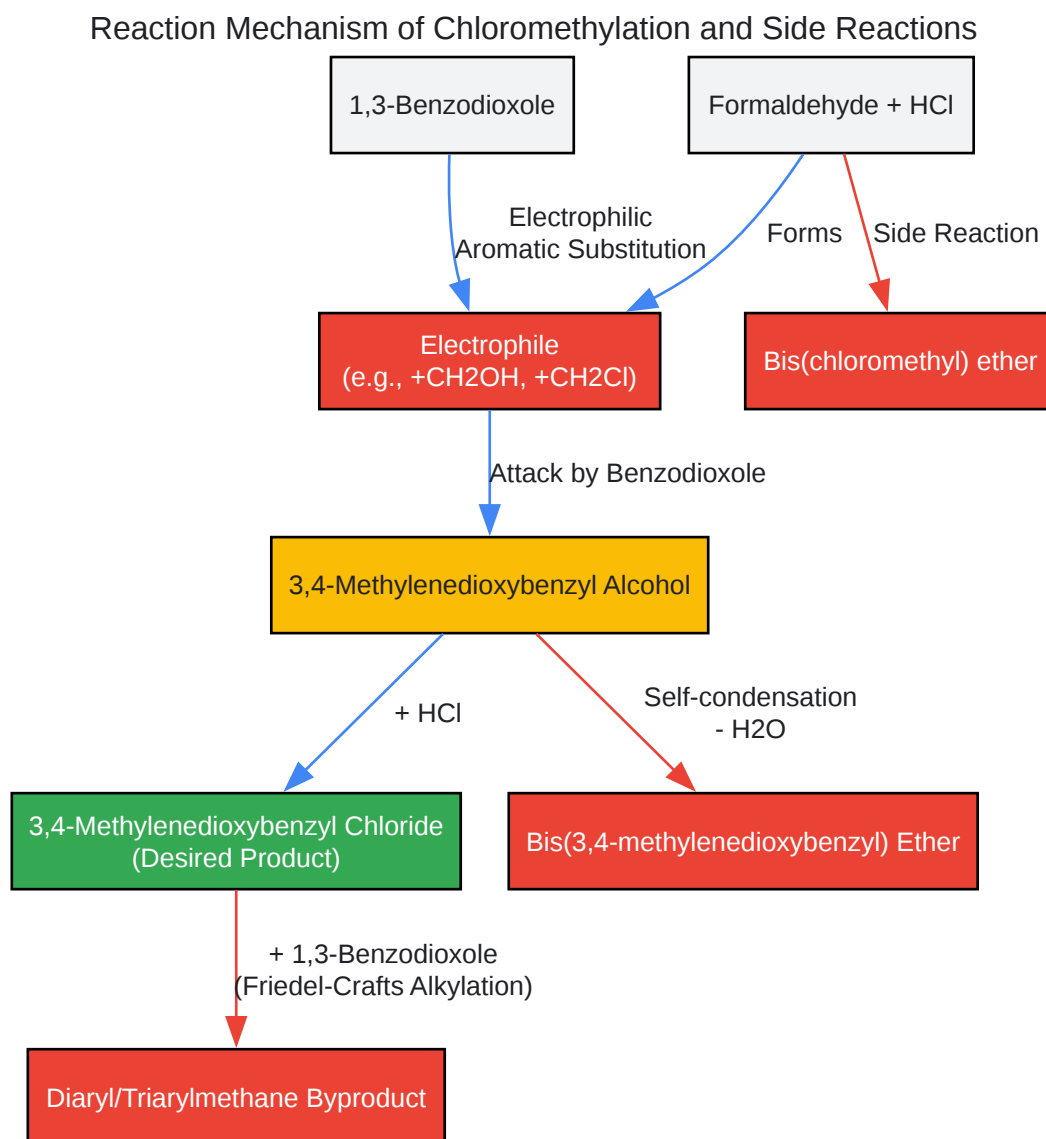 Reaction Mechanism of Chloromethylation and Side Reactions
1,3-Benzodioxole
Formaldehyde + HCl
Electrophilic
Aromatic Substitution
Forms
Side Reaction
Electrophile
(e.g., +CH2OH, +CH2Cl)
Bis(chloromethyl) ether
Attack by Benzodioxole
3,4-Methylenedioxybenzyl Alcohol
+ HCl
Self-condensation
- H2O
3,4-Methylenedioxybenzyl Chloride
(Desired Product)
Bis(3,4-methylenedioxybenzyl) Ether
+ 1,3-Benzodioxole
(Friedel-Crafts Alkylation)
Diaryl/Triarylmethane Byproduct